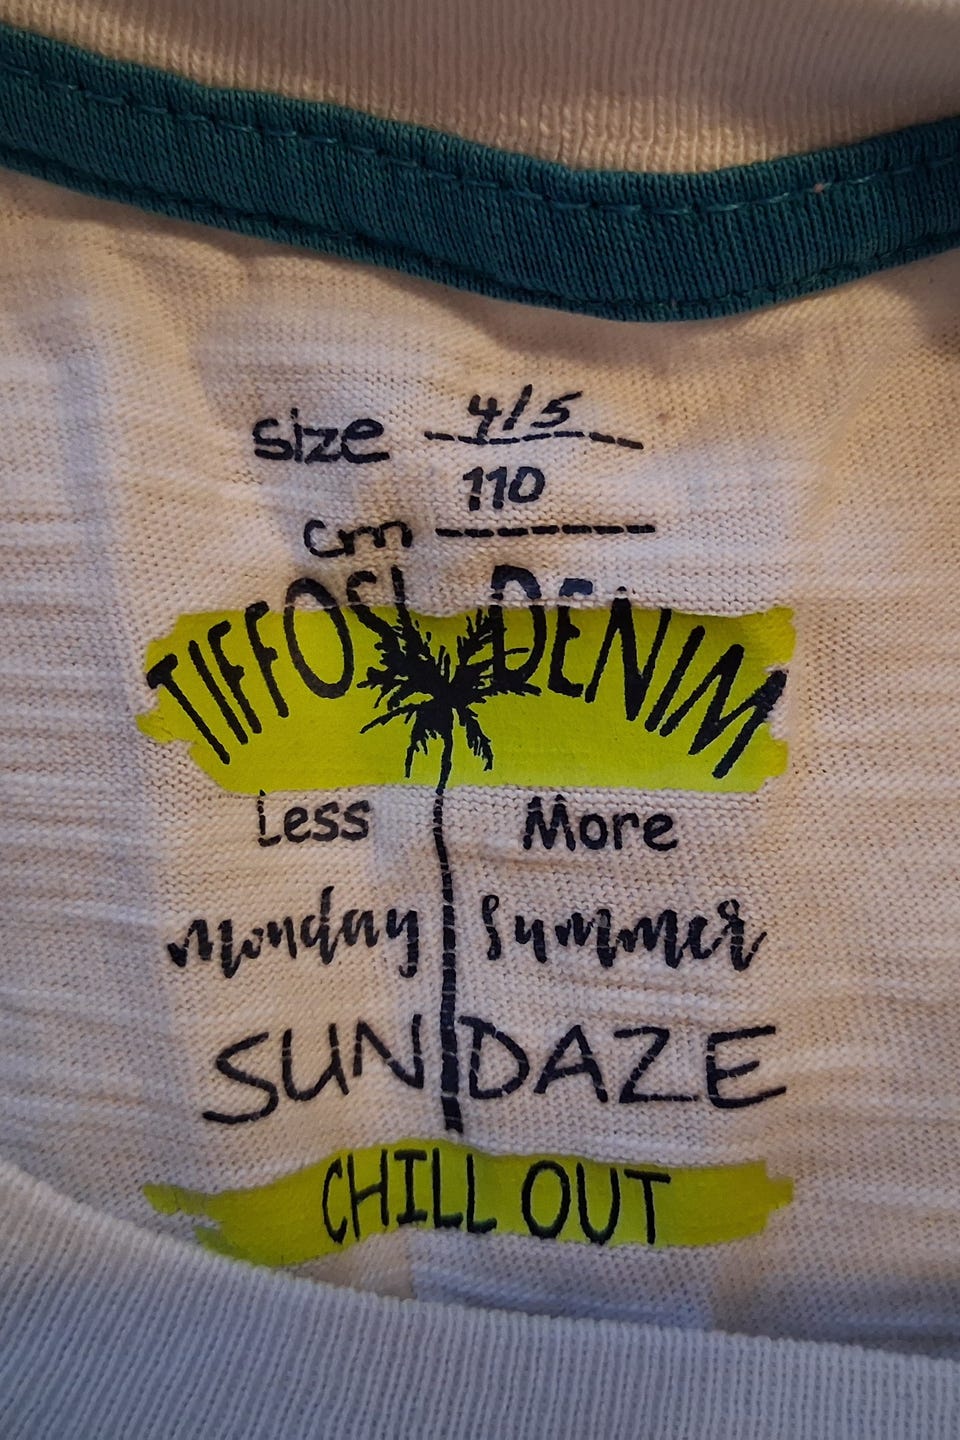 size 4/5
cm 110
TIFFOSI DENIM
Less More
Monday Summer
SUN DAZE
CHILL OUT